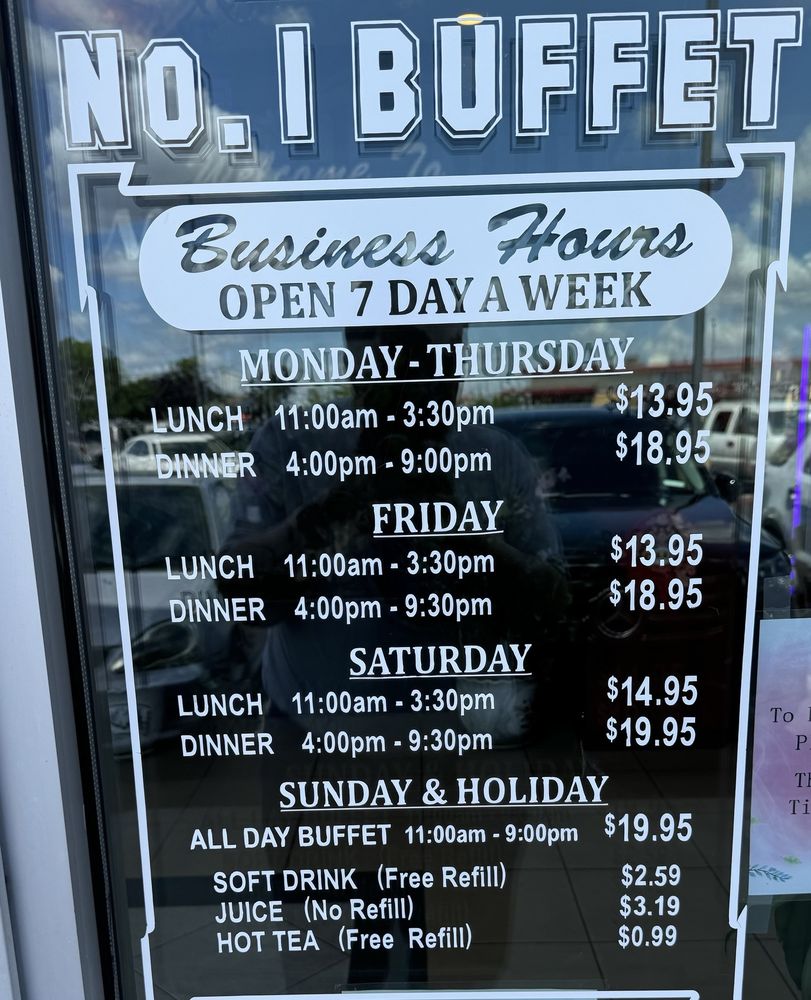 NO. 1 BUFFET
Business Hours
OPEN 7 DAY A WEEK
MONDAY - THURSDAY
LUNCH 11:00am - 3:30pm $13.95
DINNER 4:00pm - 9:00pm $18.95
FRIDAY
LUNCH 11:00am - 3:30pm $13.95
DINNER 4:00pm - 9:30pm $18.95
SATURDAY
LUNCH 11:00am - 3:30pm $14.95
DINNER 4:00pm - 9:30pm $19.95
SUNDAY & HOLIDAY
ALL DAY BUFFET 11:00am - 9:00pm $19.95
SOFT DRINK (Free Refill) $2.59
JUICE (No Refill) $3.19
HOT TEA (Free Refill) $0.99
To